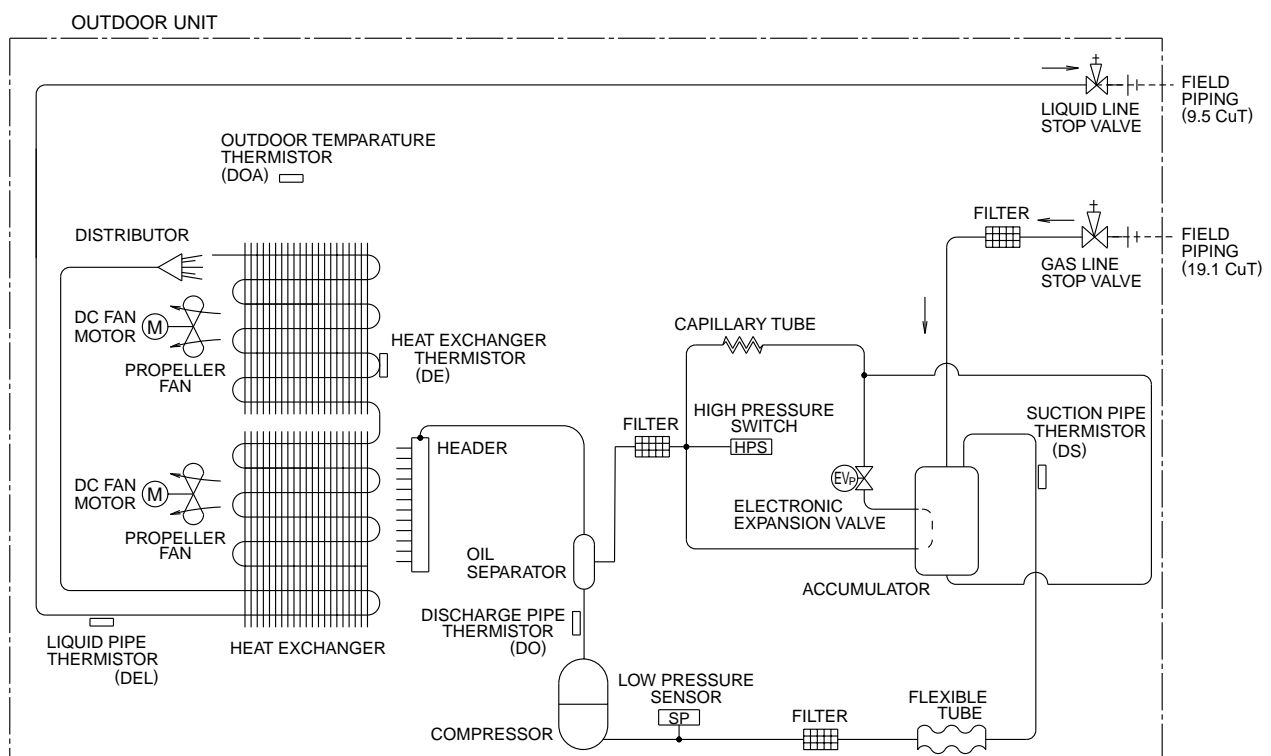 OUTDOOR UNIT
LIQUID LINE
STOP VALVE
FIELD
PIPING
(9.5 CuT)
OUTDOOR TEMPARATURE
THERMISTOR
(DOA)
FILTER
GAS LINE
STOP VALVE
FIELD
PIPING
(19.1 CuT)
DISTRIBUTOR
DC FAN
MOTOR
M
PROPELLER
FAN
HEAT EXCHANGER
THERMISTOR
(DE)
CAPILLARY TUBE
FILTER
HIGH PRESSURE
SWITCH
HPS
SUCTION PIPE
THERMISTOR
(DS)
HEADER
DC FAN
MOTOR
M
PROPELLER
FAN
EVP
ELECTRONIC
EXPANSION VALVE
OIL
SEPARATOR
ACCUMULATOR
DISCHARGE PIPE
THERMISTOR
(DO)
LIQUID PIPE
THERMISTOR
(DEL)
HEAT EXCHANGER
LOW PRESSURE
SENSOR
SP
COMPRESSOR
FILTER
FLEXIBLE
TUBE